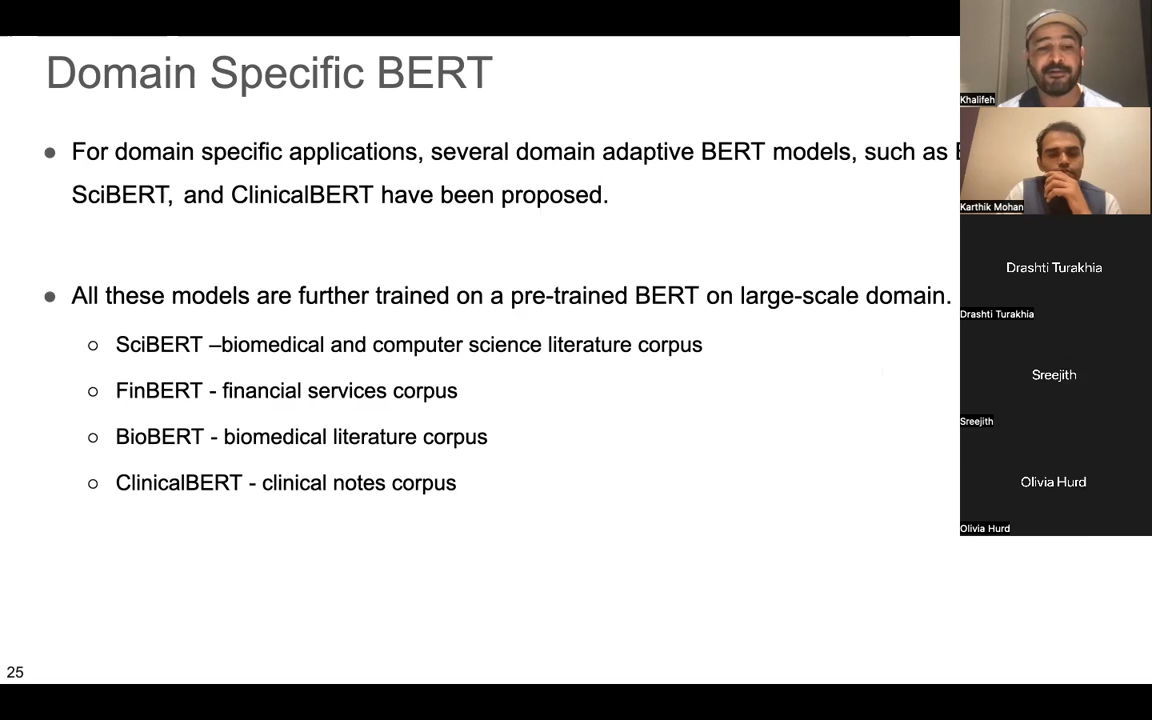 Domain Specific BERT
● For domain specific applications, several domain adaptive BERT models, such as
SciBERT, and ClinicalBERT have been proposed.
● All these models are further trained on a pre-trained BERT on large-scale domain.
○ SciBERT –biomedical and computer science literature corpus
○ FinBERT - financial services corpus
○ BioBERT - biomedical literature corpus
○ ClinicalBERT - clinical notes corpus
25
Khalifeh
Karthik Mohan
Drashti Turakhia
Drashti Turakhia
Sreejith
Sreejith
Olivia Hurd
Olivia Hurd